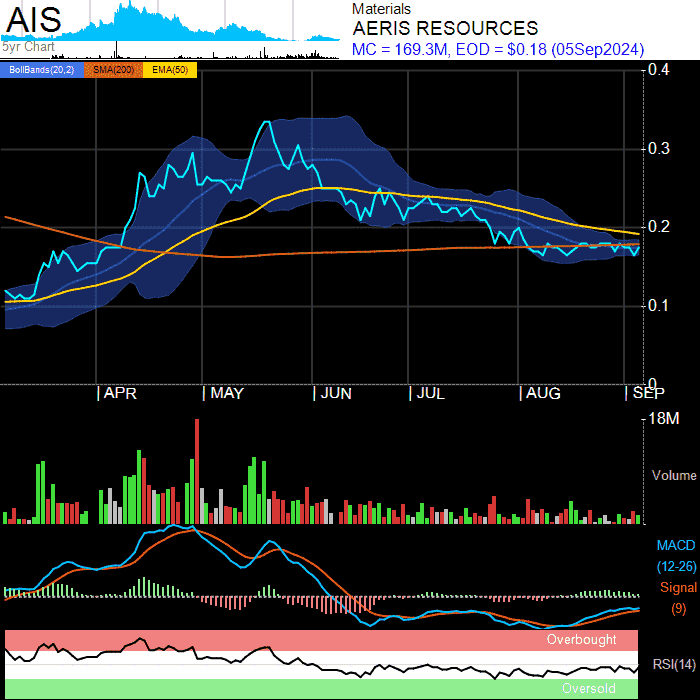 AIS
5yr Chart
Materials
AERIS RESOURCES
MC = 169.3M, EOD = $0.18 (05Sep2024)
BollBands(20,2) SMA(200) EMA(50)
0.4
0.3
0.2
0.1
0
APR MAY JUN JUL AUG SEP
18M
Volume
MACD
(12-26)
Signal
(9)
Overbought
RSI(14)
Oversold